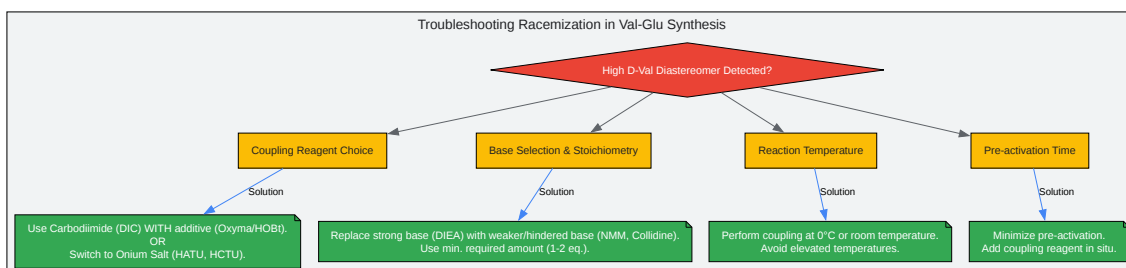 Troubleshooting Racemization in Val-Glu Synthesis
High D-Val Diastereomer Detected?
Coupling Reagent Choice
Base Selection & Stoichiometry
Reaction Temperature
Pre-activation Time
Solution
Solution
Solution
Solution
Use Carbodiimide (DIC) WITH additive (Oxyma/HOBt).
OR
Switch to Onium Salt (HATU, HCTU).
Replace strong base (DIEA) with weaker/hindered base (NMM, Collidine).
Use min. required amount (1-2 eq.).
Perform coupling at 0°C or room temperature.
Avoid elevated temperatures.
Minimize pre-activation.
Add coupling reagent in situ.